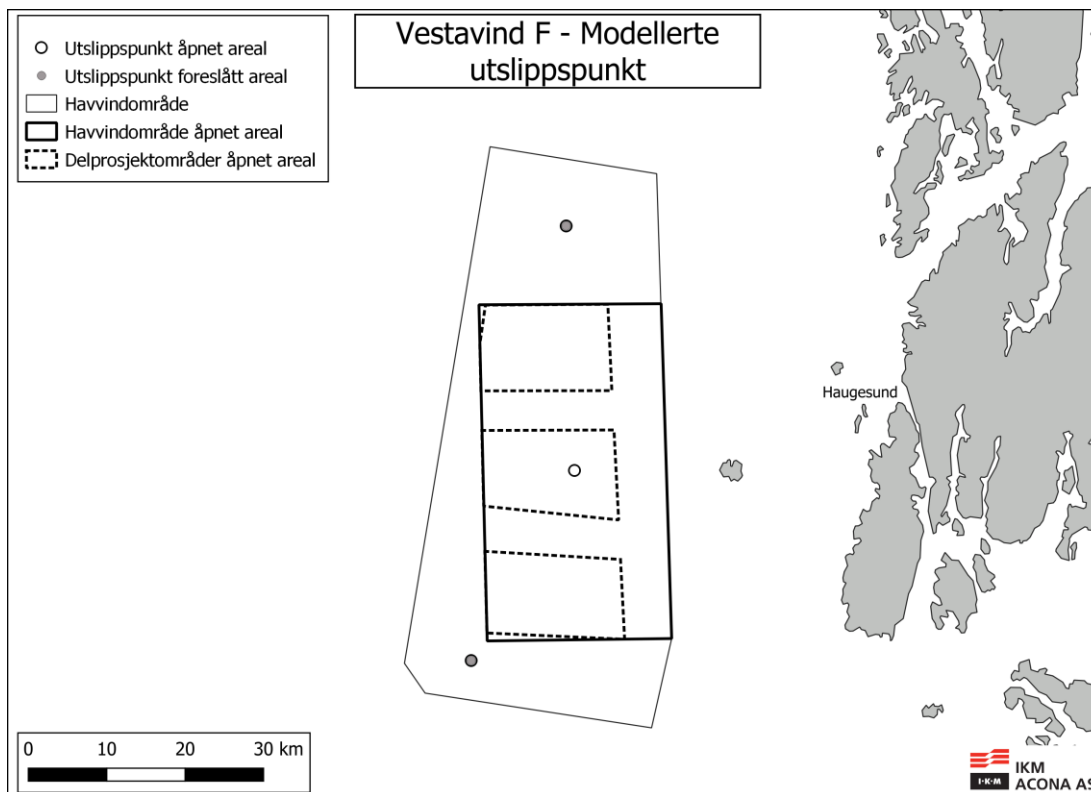 Vestavind F - Modellerte
utslippspunkt
Utslippspunkt åpnet areal
Utslippspunkt foreslått areal
Havvindområde
Havvindområde åpnet areal
Delprosjektområder åpnet areal
Haugesund
0 10 20 30 km
IKM
I·K·M ACONA AS